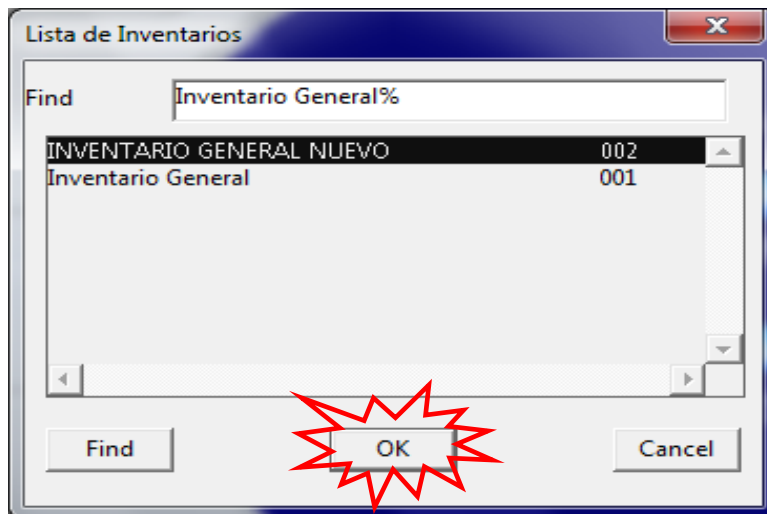 Lista de Inventarios
Find Inventario General%
INVENTARIO GENERAL NUEVO 002
Inventario General 001
Find OK Cancel